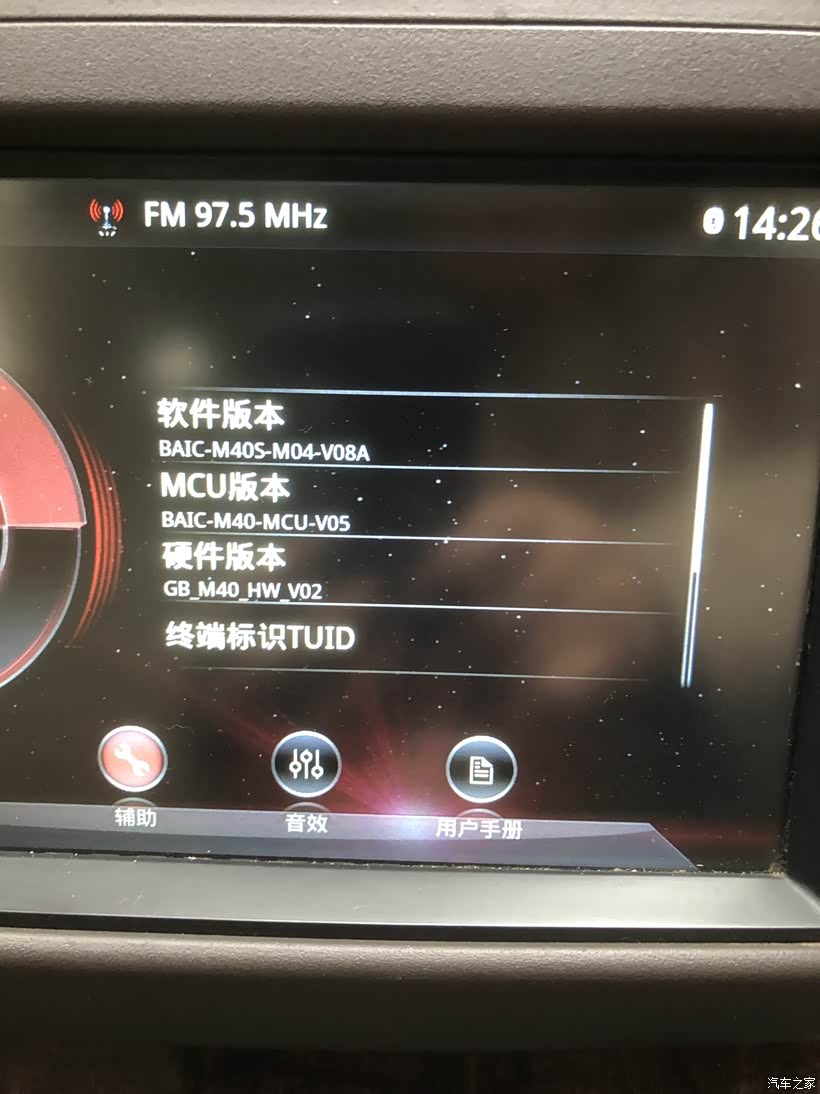 FM 97.5 MHz
14:26
软件版本
BAIC-M40S-M04-V08A
MCU版本
BAIC-M40-MCU-V05
硬件版本
GB_M40_HW_V02
终端标识TUID
辅助
音效
用户手册
汽车之家